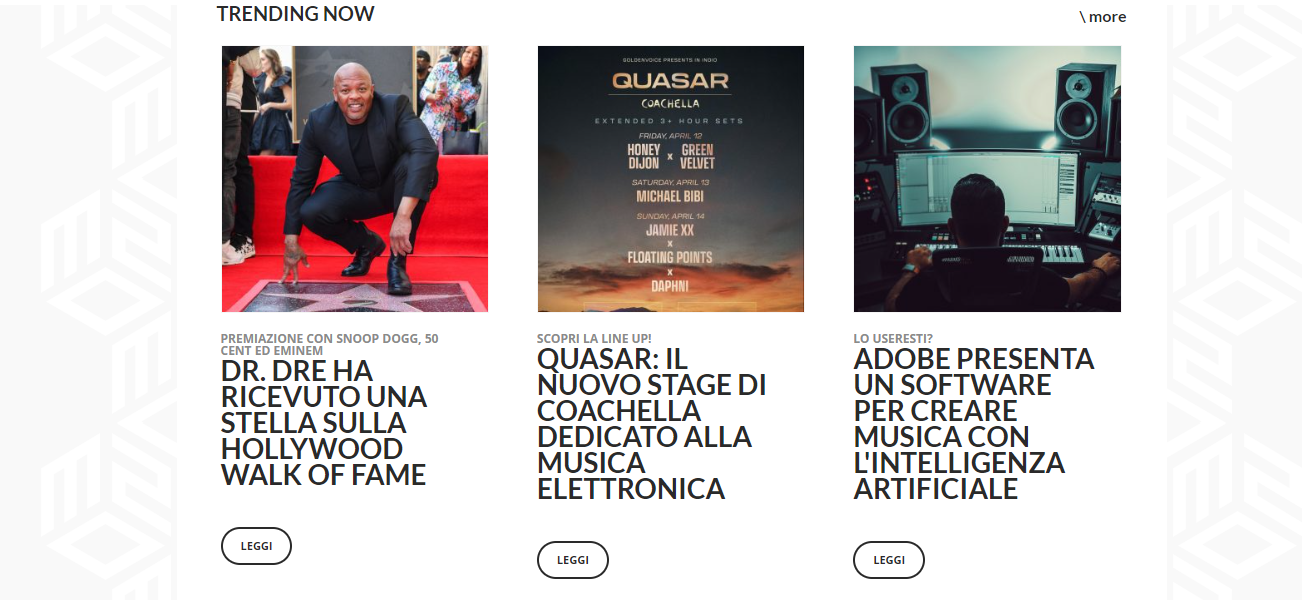 TRENDING NOW
\ more
GOLDENVOICE PRESENTS IN INDIO
QUASAR
COACHELLA
EXTENDED 3+ HOUR SETS
FRIDAY, APRIL 12
HONEY DIJON x GREEN VELVET
SATURDAY, APRIL 13
MICHAEL BIBI
SUNDAY, APRIL 14
JAMIE XX
x
FLOATING POINTS
x
DAPHNI
PREMIAZIONE CON SNOOP DOGG, 50
CENT ED EMINEM
DR. DRE HA
RICEVUTO UNA
STELLA SULLA
HOLLYWOOD
WALK OF FAME
LEGGI
SCOPRI LA LINE UP!
QUASAR: IL
NUOVO STAGE DI
COACHELLA
DEDICATO ALLA
MUSICA
ELETTRONICA
LEGGI
LO USERESTI?
ADOBE PRESENTA
UN SOFTWARE
PER CREARE
MUSICA CON
L'INTELLIGENZA
ARTIFICIALE
LEGGI